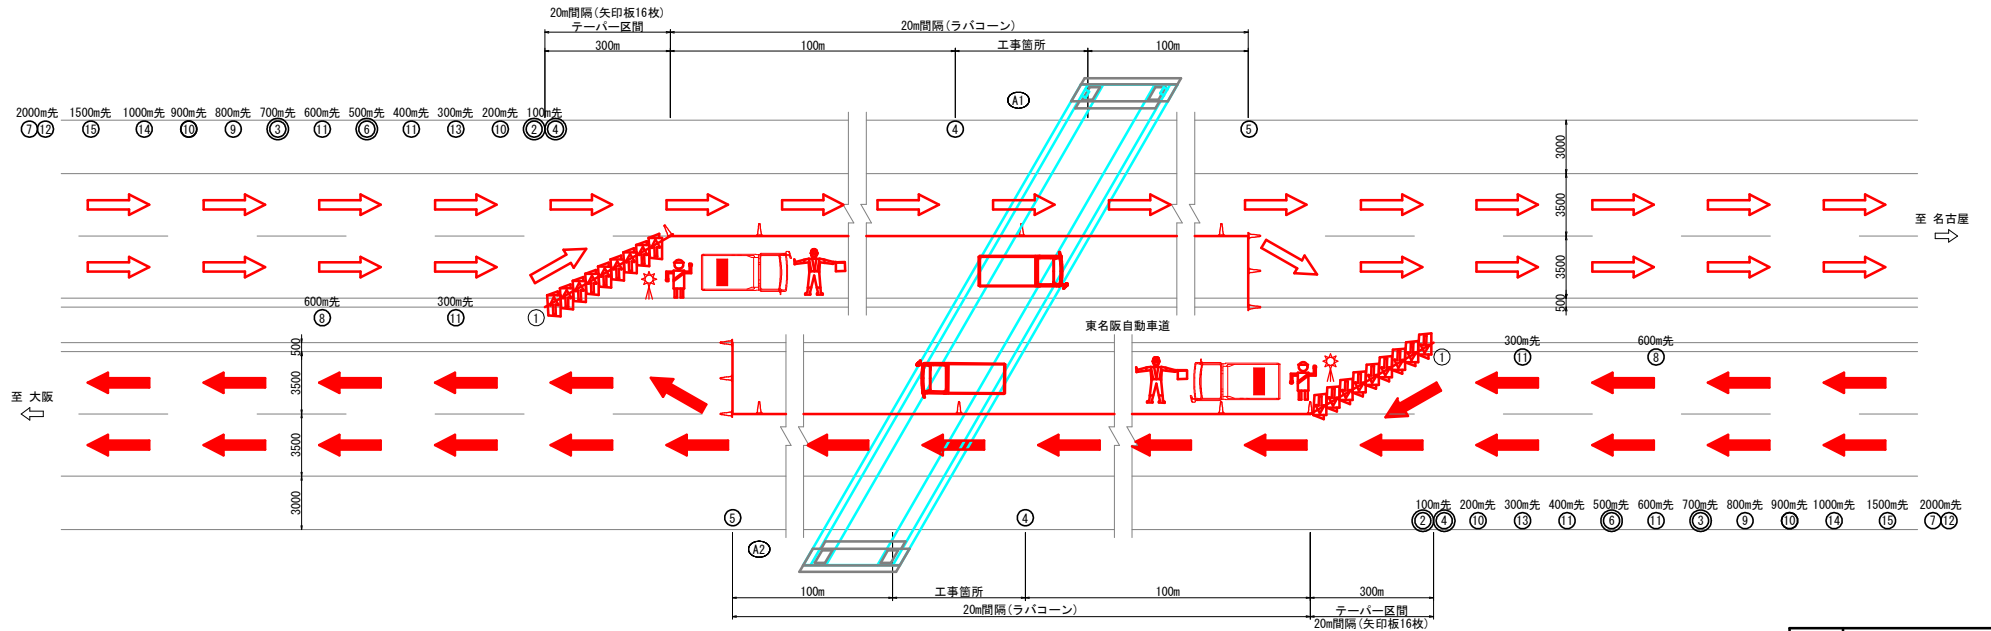 20m間隔(矢印板16枚)
テーパー区間
20m間隔(ラバコーン)
300m
100m
工事箇所
100m
A1
2000m先 1500m先 1000m先 900m先 800m先 700m先 600m先 500m先 400m先 300m先 200m先 100m先
⑦⑫ ⑮ ⑭ ⑩ ⑨ ③ ⑪ ⑥ ⑪ ⑬ ⑩ ②④
④
⑤
3000
3500
3500
500
至 名古屋
600m先
⑧
300m先
⑪
①
東名阪自動車道
500
3500
3500
3000
至 大阪
①
300m先
⑪
600m先
⑧
⑤
④
A2
100m先 200m先 300m先 400m先 500m先 600m先 700m先 800m先 900m先 1000m先 1500m先 2000m先
②④ ⑩ ⑬ ⑪ ⑥ ⑪ ③ ⑨ ⑩ ⑭ ⑮ ⑦⑫
100m
工事箇所
100m
300m
20m間隔(ラバコーン)
テーパー区間
20m間隔(矢印板16枚)